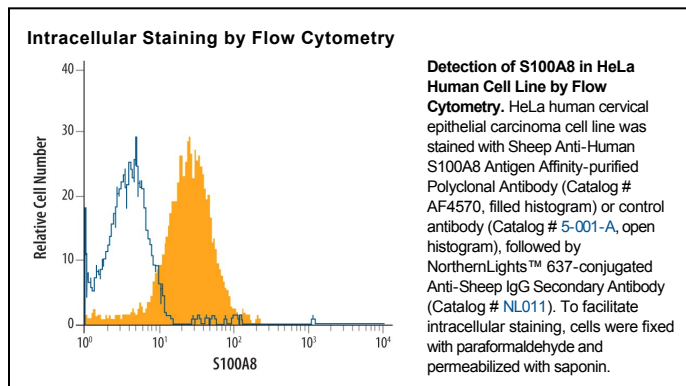 Intracellular Staining by Flow Cytometry
Relative Cell Number
40
30
20
10
0
10⁰
10¹
10²
10³
10⁴
S100A8
Detection of S100A8 in HeLa
Human Cell Line by Flow
Cytometry. HeLa human cervical
epithelial carcinoma cell line was
stained with Sheep Anti-Human
S100A8 Antigen Affinity-purified
Polyclonal Antibody (Catalog #
AF4570, filled histogram) or control
antibody (Catalog # 5-001-A, open
histogram), followed by
NorthernLights™ 637-conjugated
Anti-Sheep IgG Secondary Antibody
(Catalog # NL011). To facilitate
intracellular staining, cells were fixed
with paraformaldehyde and
permeabilized with saponin.